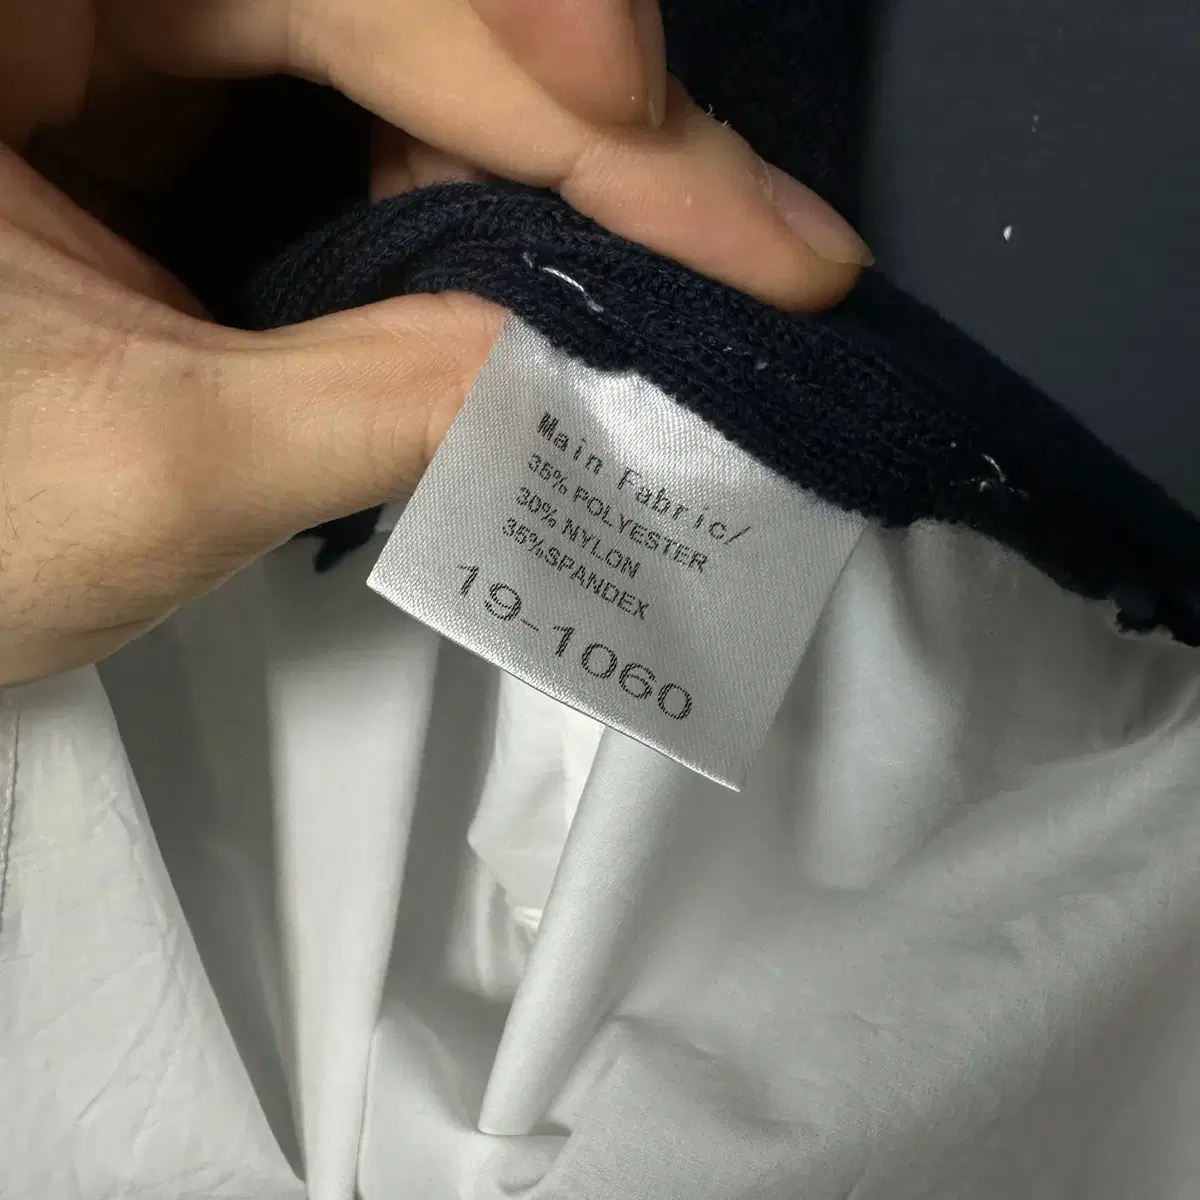 Main Fabric/
35% POLYESTER
30% NYLON
35%SPANDEX
19-1060